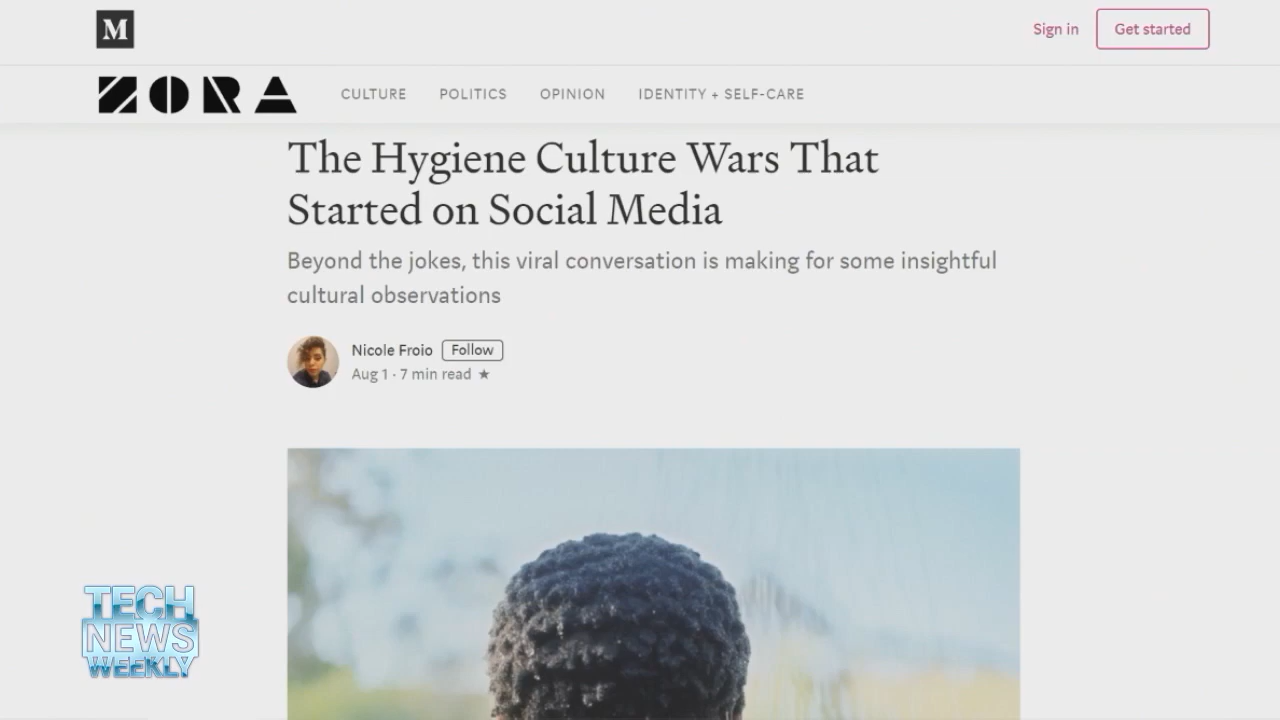 M
Sign in
Get started
ZORA
CULTURE
POLITICS
OPINION
IDENTITY + SELF-CARE
The Hygiene Culture Wars That
Started on Social Media
Beyond the jokes, this viral conversation is making for some insightful
cultural observations
Nicole Froio Follow
Aug 1 · 7 min read ★
TECH
NEWS
WEEKLY